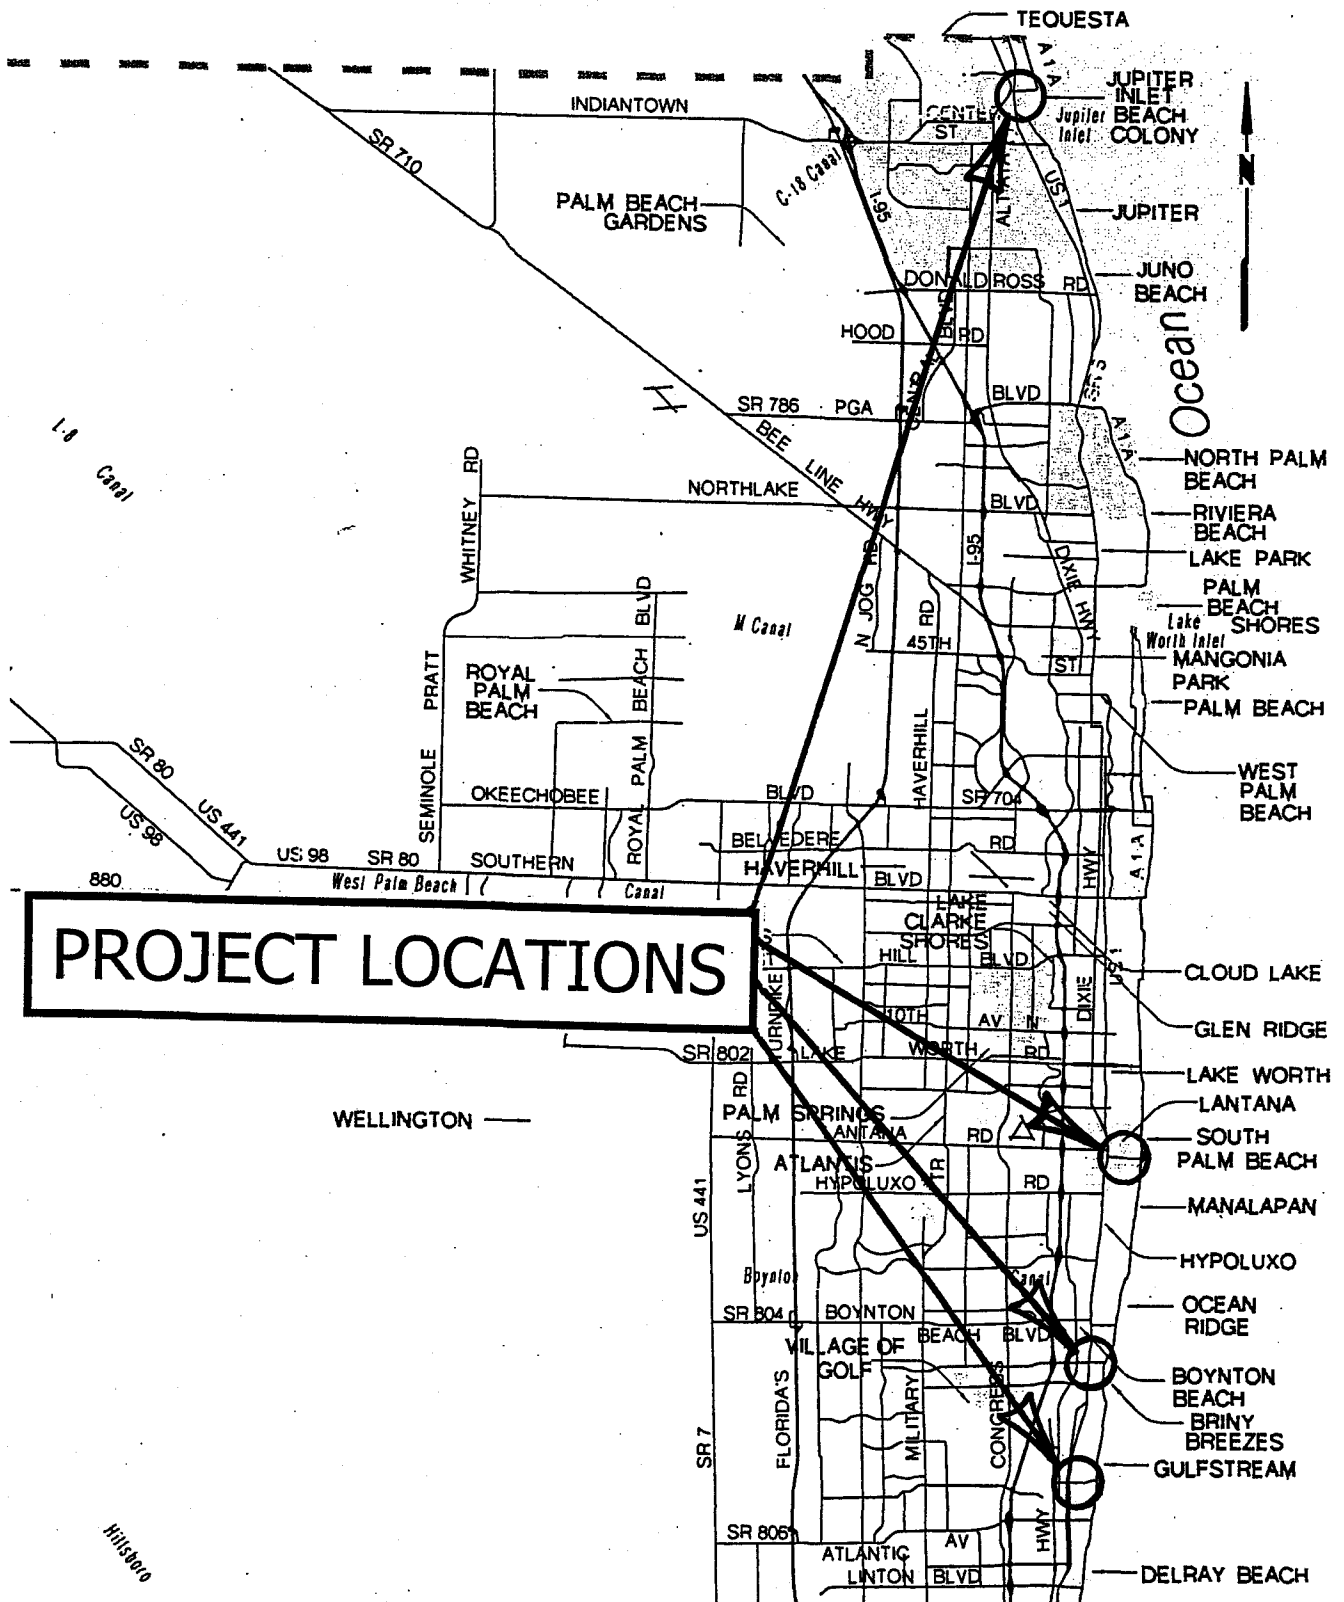 TEQUESTA
A 1 A
JUPITER
INLET
BEACH
COLONY
Jupiter
Inlet
CENTER
ST
INDIANTOWN
SR 710
C-18 Canal
I-95
PALM BEACH
GARDENS
US 1
N
JUPITER
JUNO
BEACH
DONALD ROSS RD
HOOD RD
BLVD
Ocean
SR 786 PGA BLVD
A 1 A
BEE LINE HWY
L-8
Canal
WHITNEY RD
NORTHLAKE BLVD
NORTH PALM
BEACH
RIVIERA
BEACH
LAKE PARK
I-95
DIXIE HWY
PALM
BEACH
SHORES
Lake
Worth Inlet
N JOG RD
M Canal
45TH ST
MANGONIA
PARK
PALM BEACH
ROYAL
PALM
BEACH
SEMINOLE PRATT
ROYAL PALM BEACH BLVD
HAVERHILL RD
SR 80
US 441
US 98
WEST
PALM
BEACH
OKEECHOBEE BLVD
SR 704
BELVEDERE RD
HAVERHILL
US 98 SR 80 SOUTHERN BLVD
880
West Palm Beach Canal
HWY
A 1 A
LAKE
CLARKE
SHORES
PROJECT LOCATIONS
HILL BLVD
US 1
DIXIE
CLOUD LAKE
10TH AV N
GLEN RIDGE
SR 802 LAKE WORTH RD
LAKE WORTH
LANTANA
WELLINGTON
PALM SPRINGS
RD
SOUTH
PALM BEACH
ATLANTIS
HYPOLUXO RD
LYONS RD
US 441
TR
MANALAPAN
HYPOLUXO
Boynton Canal
OCEAN
RIDGE
SR 804 BOYNTON
BEACH BLVD
VILLAGE OF
GOLF
BOYNTON
BEACH
BRINY
BREEZES
GULFSTREAM
SR 7
FLORIDA'S
MILITARY
CONGRESS
HWY
SR 806
ATLANTIC AV
LINTON BLVD
DELRAY BEACH
Hillsboro